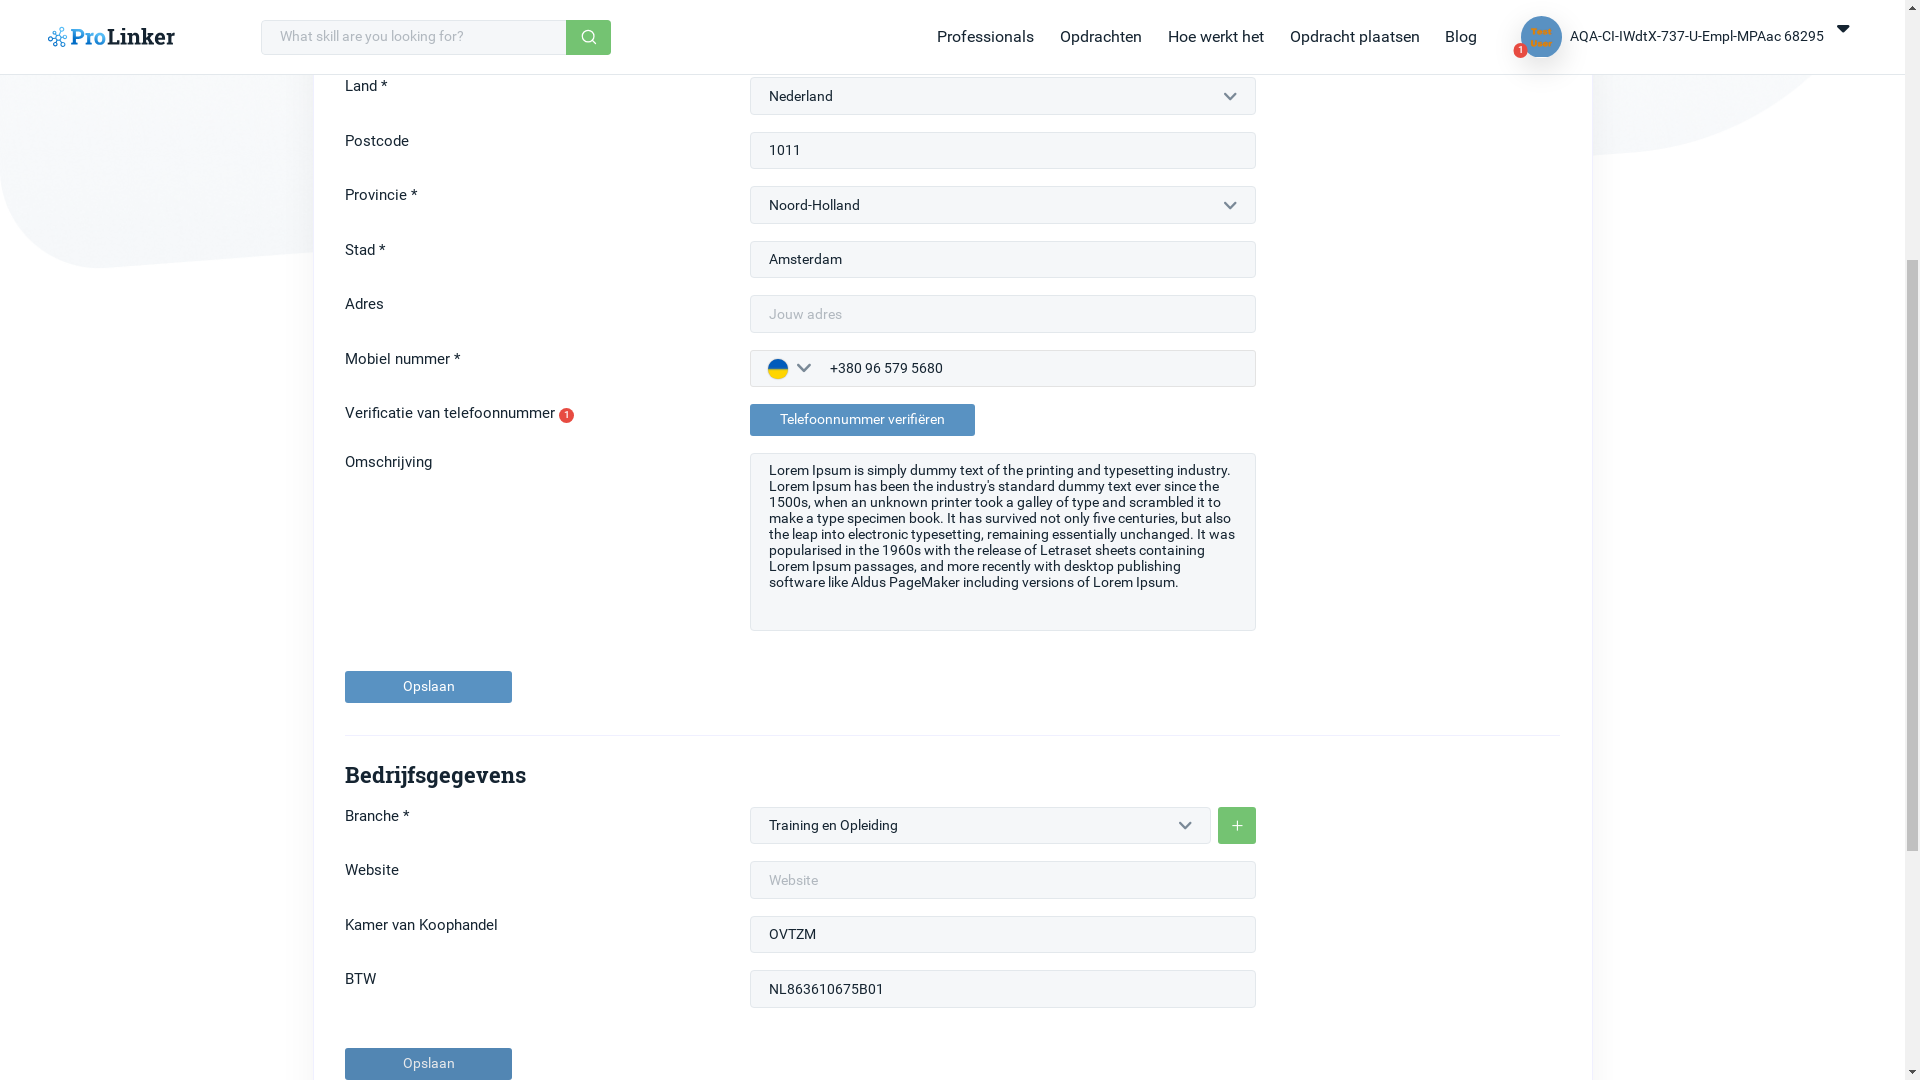 ProLinker
What skill are you looking for?
Professionals
Opdrachten
Hoe werkt het
Opdracht plaatsen
Blog
Test
User
1
AQA-CI-IWdtX-737-U-Empl-MPAac 68295
Land *
Nederland
Postcode
1011
Provincie *
Noord-Holland
Stad *
Amsterdam
Adres
Jouw adres
Mobiel nummer *
+380 96 579 5680
Verificatie van telefoonnummer 1
Telefoonnummer verifiëren
Omschrijving
Lorem Ipsum is simply dummy text of the printing and typesetting industry.
Lorem Ipsum has been the industry's standard dummy text ever since the
1500s, when an unknown printer took a galley of type and scrambled it to
make a type specimen book. It has survived not only five centuries, but also
the leap into electronic typesetting, remaining essentially unchanged. It was
popularised in the 1960s with the release of Letraset sheets containing
Lorem Ipsum passages, and more recently with desktop publishing
software like Aldus PageMaker including versions of Lorem Ipsum.
Opslaan
Bedrijfsgegevens
Branche *
Training en Opleiding
+
Website
Website
Kamer van Koophandel
OVTZM
BTW
NL863610675B01
Opslaan